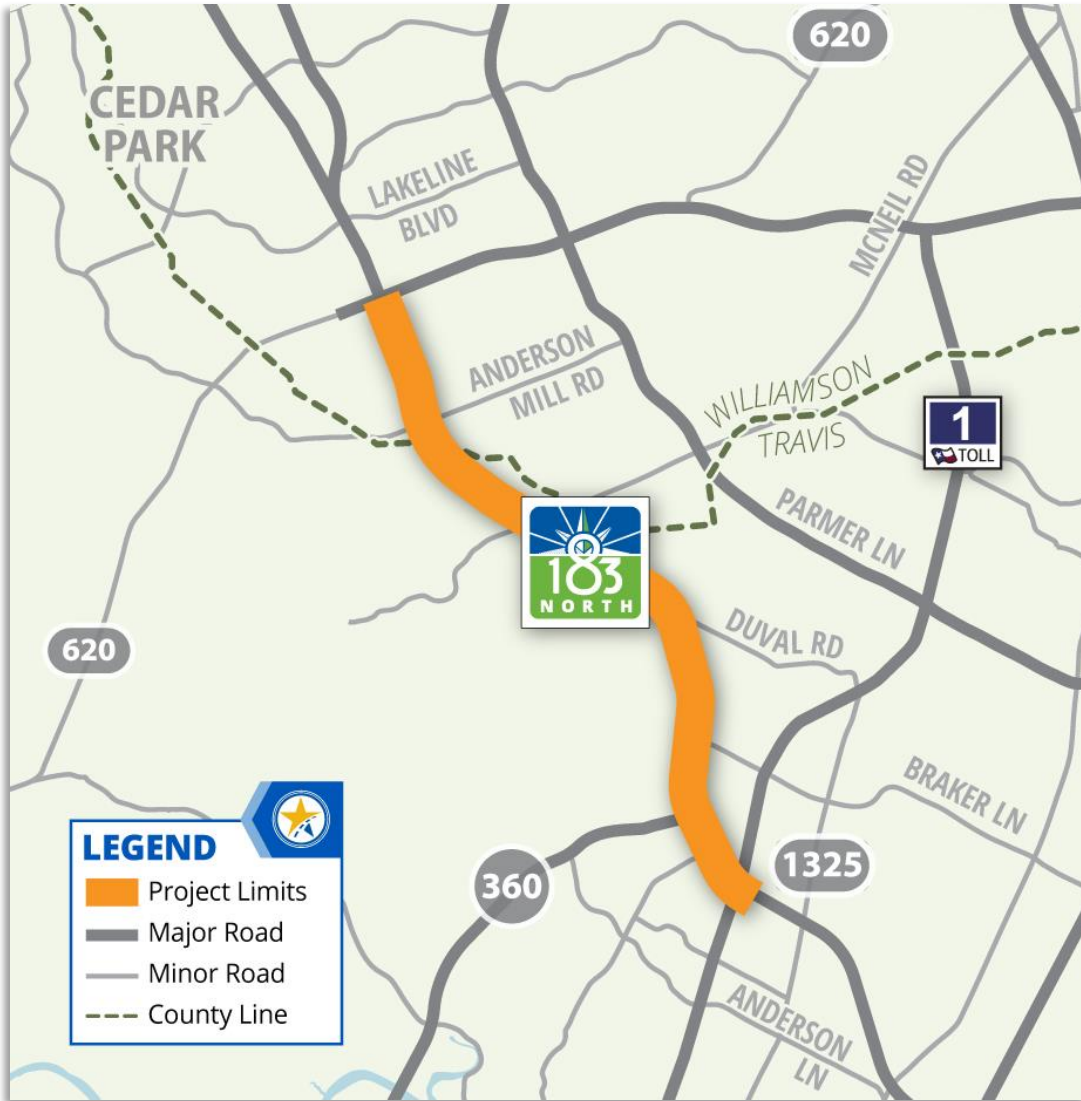 620
CEDAR
PARK
LAKELINE
BLVD
MCNEIL RD
ANDERSON
MILL RD
WILLIAMSON
TRAVIS
1
TOLL
PARMER LN
183
NORTH
DUVAL RD
620
BRAKER LN
1325
360
ANDERSON
LN
LEGEND
Project Limits
Major Road
Minor Road
County Line